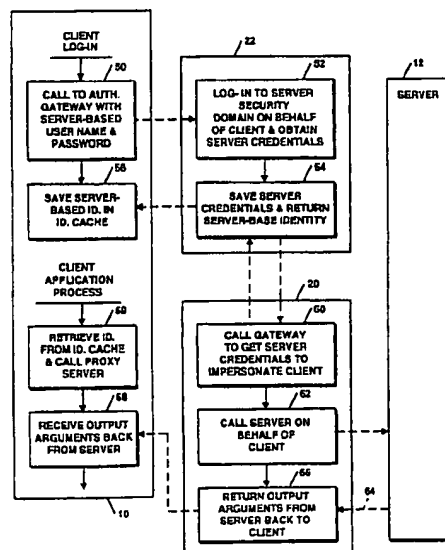 CLIENT
LOG-IN
50
CALL TO AUTH.
GATEWAY WITH
SERVER-BASED
USER NAME &
PASSWORD
56
SAVE SERVER-
BASED ID. IN
ID. CACHE
CLIENT
APPLICATION
PROCESS
RETRIEVE ID.
FROM ID. CACHE
& CALL PROXY
SERVER
68
RECEIVE OUTPUT
ARGUMENTS BACK
FROM SERVER
10
22
52
LOG-IN TO SERVER
SECURITY
DOMAIN ON BEHALF
OF CLIENT & OBTAIN
SERVER CREDENTIALS
54
SAVE SERVER
CREDENTIALS & RETURN
SERVER-BASE IDENTITY
20
60
CALL GATEWAY
TO GET SERVER
CREDENTIALS TO
IMPERSONATE CLIENT
62
CALL SERVER ON
BEHALF OF
CLIENT
66
RETURN OUTPUT
ARGUMENTS FROM
SERVER BACK TO
CLIENT
64
12
SERVER